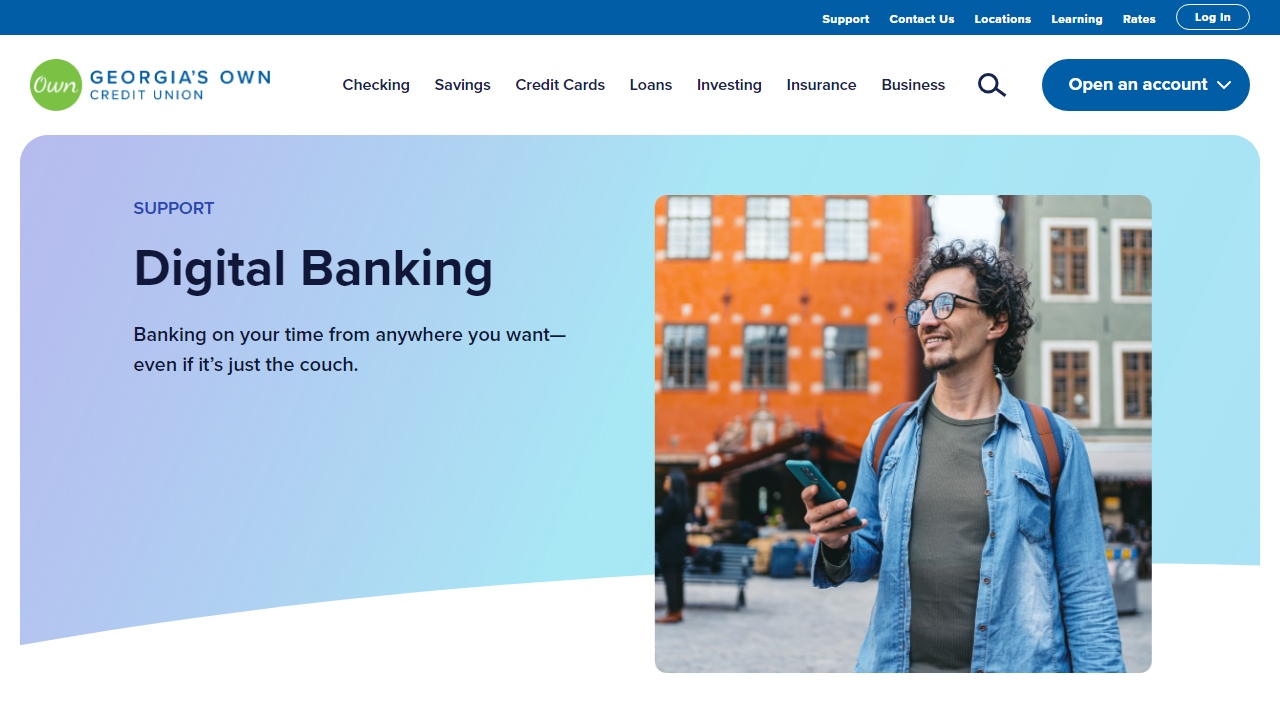 Support Contact Us Locations Learning Rates Log In
Own GEORGIA'S OWN
CREDIT UNION
Checking Savings Credit Cards Loans Investing Insurance Business Open an account
SUPPORT
Digital Banking
Banking on your time from anywhere you want—
even if it's just the couch.